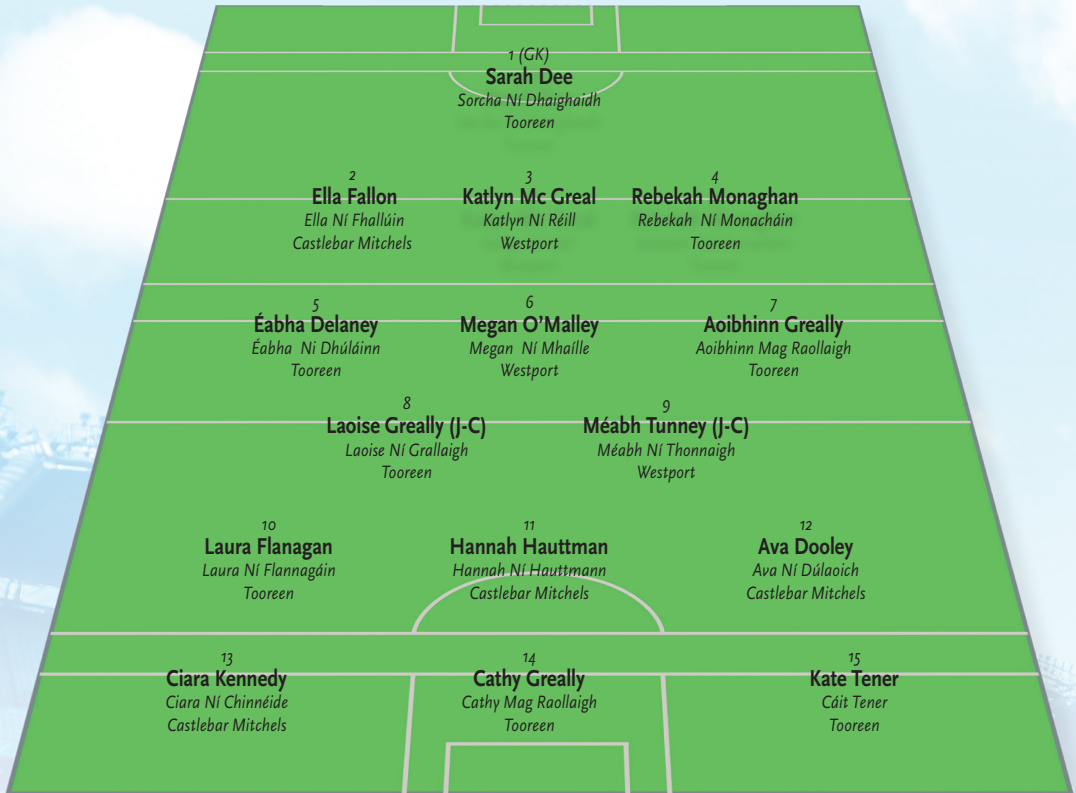 1 (GK)
Sarah Dee
Sorcha Ní Dhaighaidh
Tooreen
2
Ella Fallon
Ella Ní Fhallúin
Castlebar Mitchels
3
Katlyn Mc Greal
Katlyn Ní Réill
Westport
4
Rebekah Monaghan
Rebekah Ní Monacháin
Tooreen
5
Éabha Delaney
Éabha Ni Dhúláinn
Tooreen
6
Megan O’Malley
Megan Ní Mhaílle
Westport
7
Aoibhinn Greally
Aoibhinn Mag Raollaigh
Tooreen
8
Laoise Greally (J-C)
Laoise Ní Grallaigh
Tooreen
9
Méabh Tunney (J-C)
Méabh Ní Thonnaigh
Westport
10
Laura Flanagan
Laura Ní Flannagáin
Tooreen
11
Hannah Hauttman
Hannah Ní Hauttmann
Castlebar Mitchels
12
Ava Dooley
Ava Ní Dúlaoich
Castlebar Mitchels
13
Ciara Kennedy
Ciara Ní Chinnéide
Castlebar Mitchels
14
Cathy Greally
Cathy Mag Raollaigh
Tooreen
15
Kate Tener
Cáit Tener
Tooreen